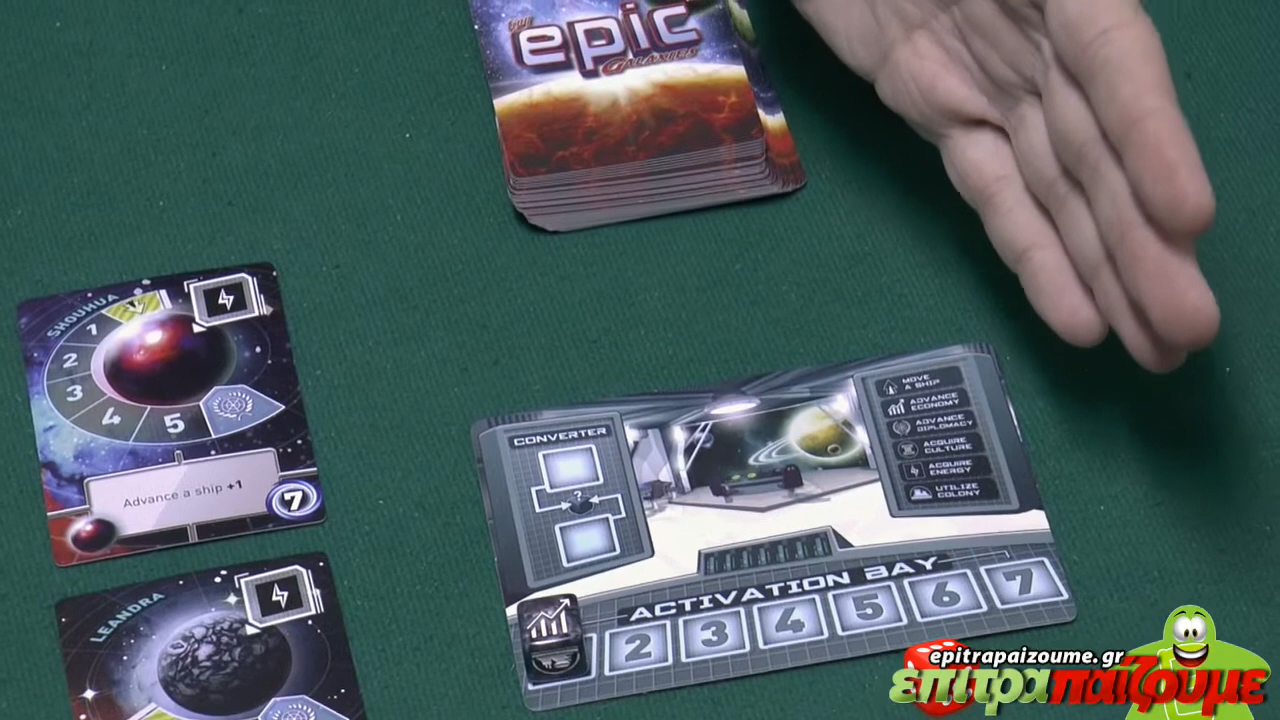 TINY
epic
GALAXIES
SHOUHUA
1
2
3
4
5
Advance a ship +1
7
LEANDRA
CONVERTER
?
MOVE
A SHIP
ADVANCE
ECONOMY
ADVANCE
DIPLOMACY
ACQUIRE
CULTURE
ACQUIRE
ENERGY
UTILIZE
COLONY
ACTIVATION BAY
2 3 4 5 6 7
epitrapaizoume.gr
επιτραπαίζουμε